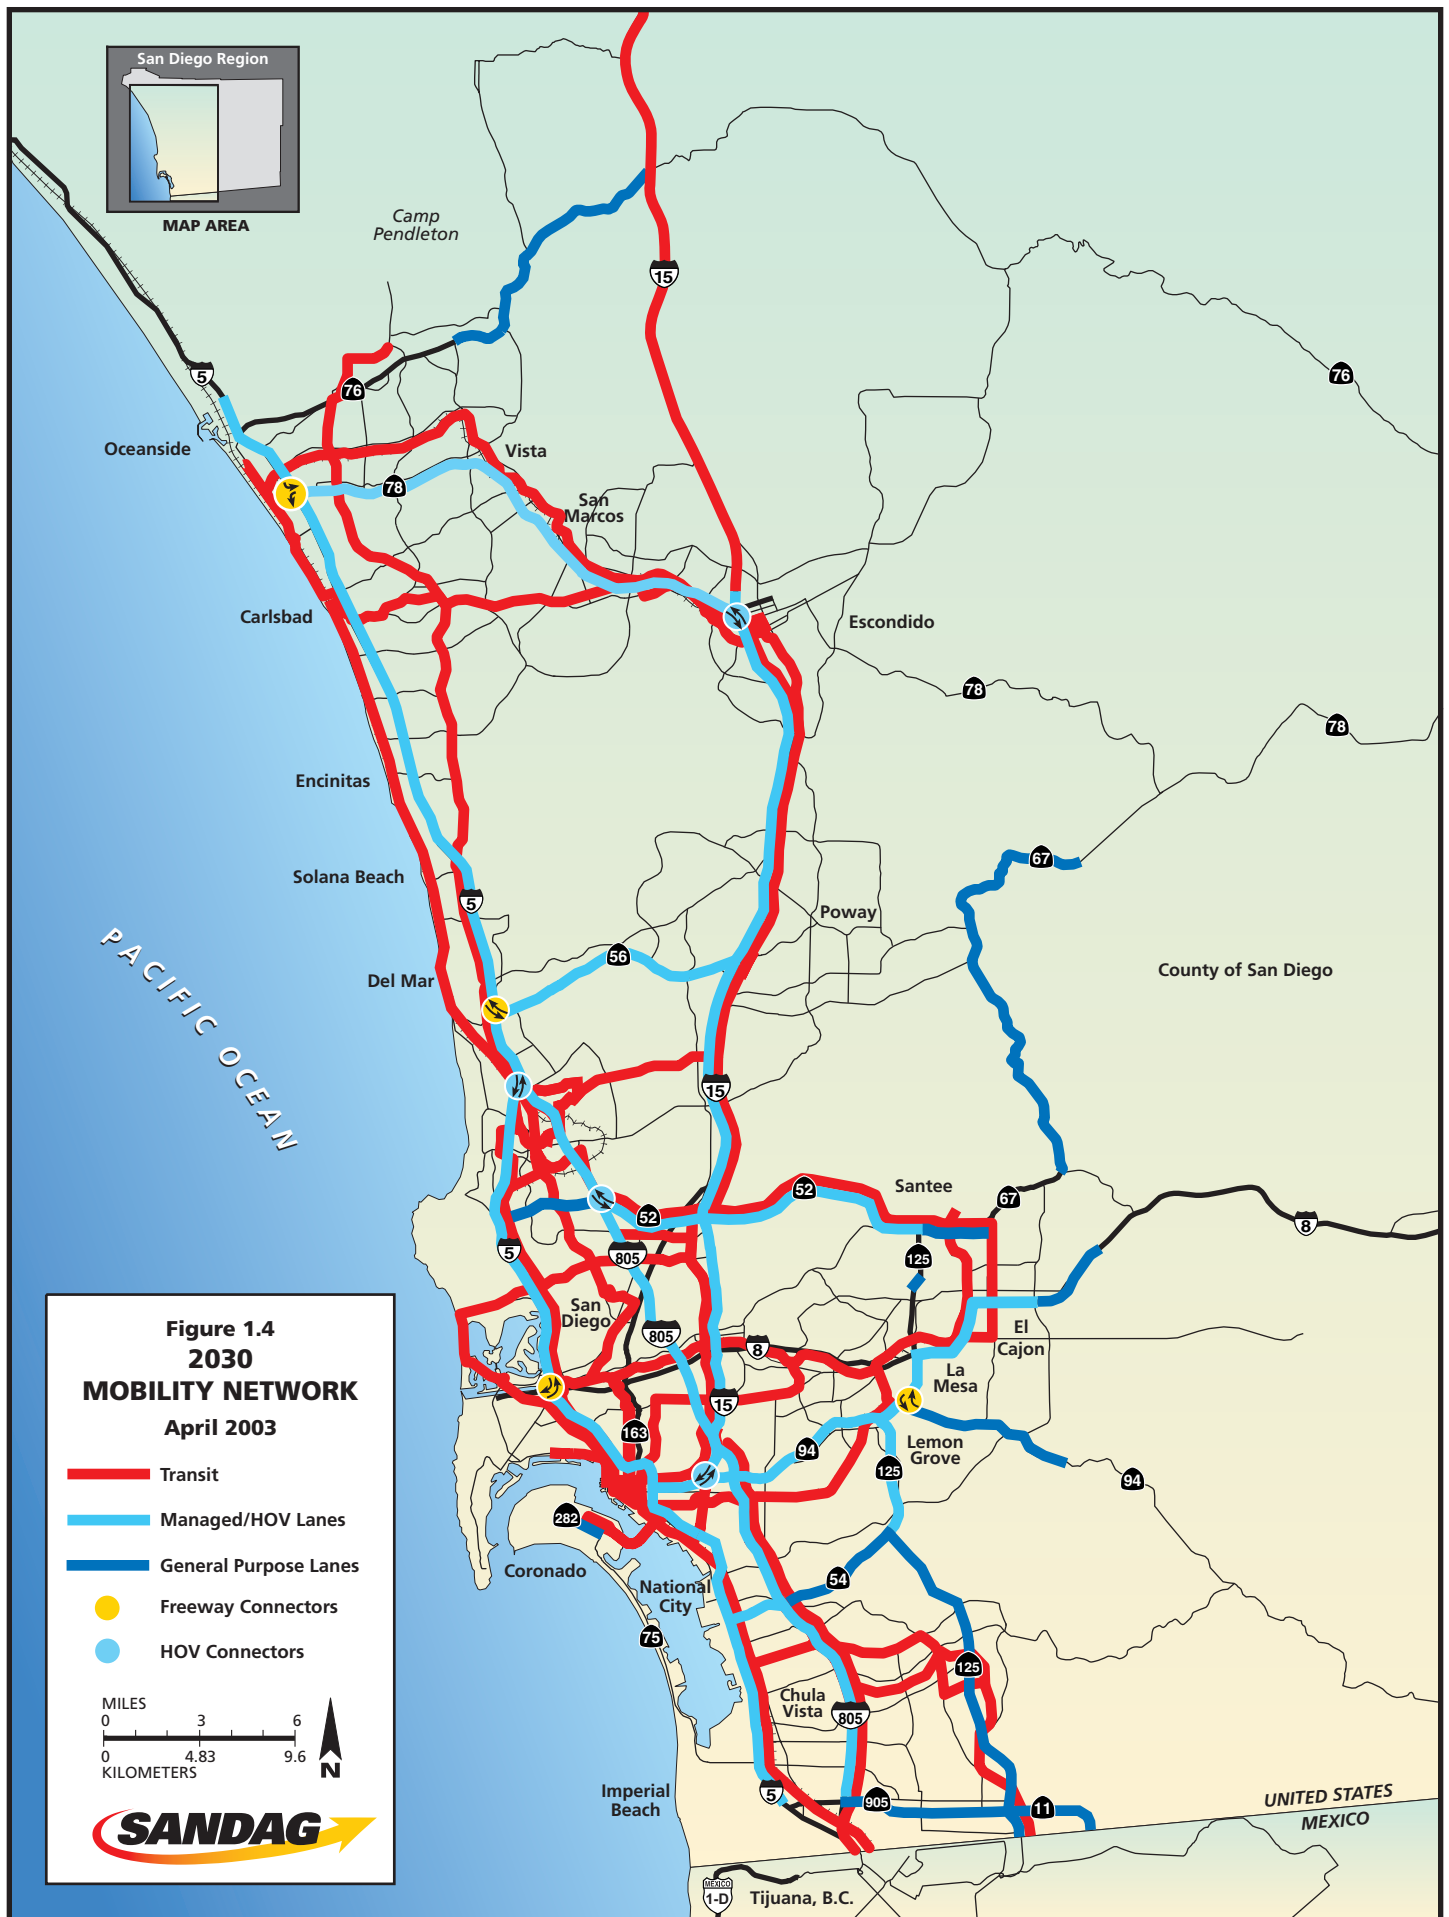 San Diego Region
MAP AREA
Camp
Pendleton
15
76
5
76
Oceanside
Vista
78
San
Marcos
Carlsbad
Escondido
78
78
Encinitas
67
Solana Beach
5
Poway
56
Del Mar
County of San Diego
PACIFIC OCEAN
15
52
Santee
67
52
8
5
805
125
San
Diego
805
8
El
Cajon
La
Mesa
15
163
94
Lemon
Grove
125
94
282
Coronado
National
City
54
75
125
Chula
Vista
805
Imperial
Beach
5
905
11
UNITED STATES
MEXICO
MEXICO
1-D
Tijuana, B.C.
Figure 1.4
2030
MOBILITY NETWORK
April 2003
Transit
Managed/HOV Lanes
General Purpose Lanes
Freeway Connectors
HOV Connectors
MILES
0 3 6
0 4.83 9.6
KILOMETERS
N
SANDAG